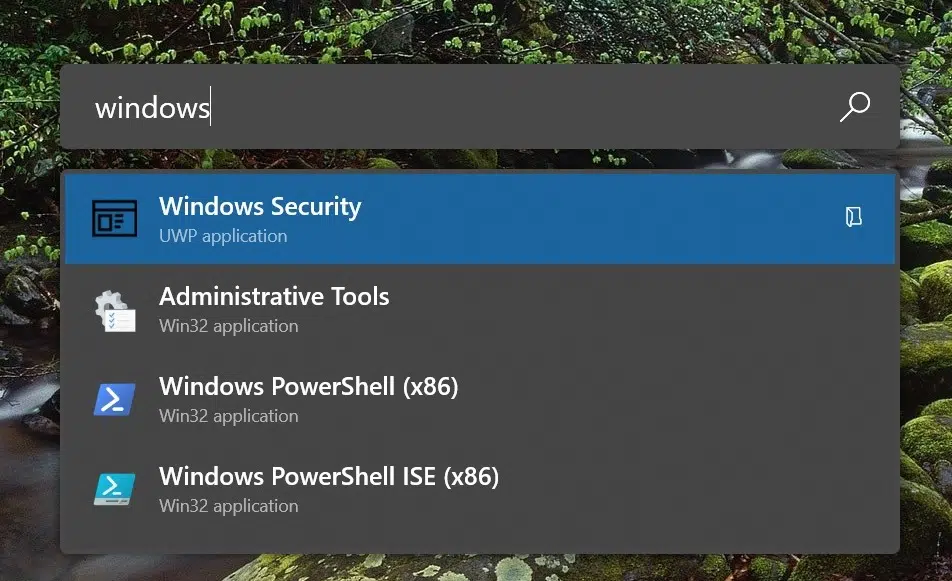 windows
Windows Security
UWP application
Administrative Tools
Win32 application
Windows PowerShell (x86)
Win32 application
Windows PowerShell ISE (x86)
Win32 application